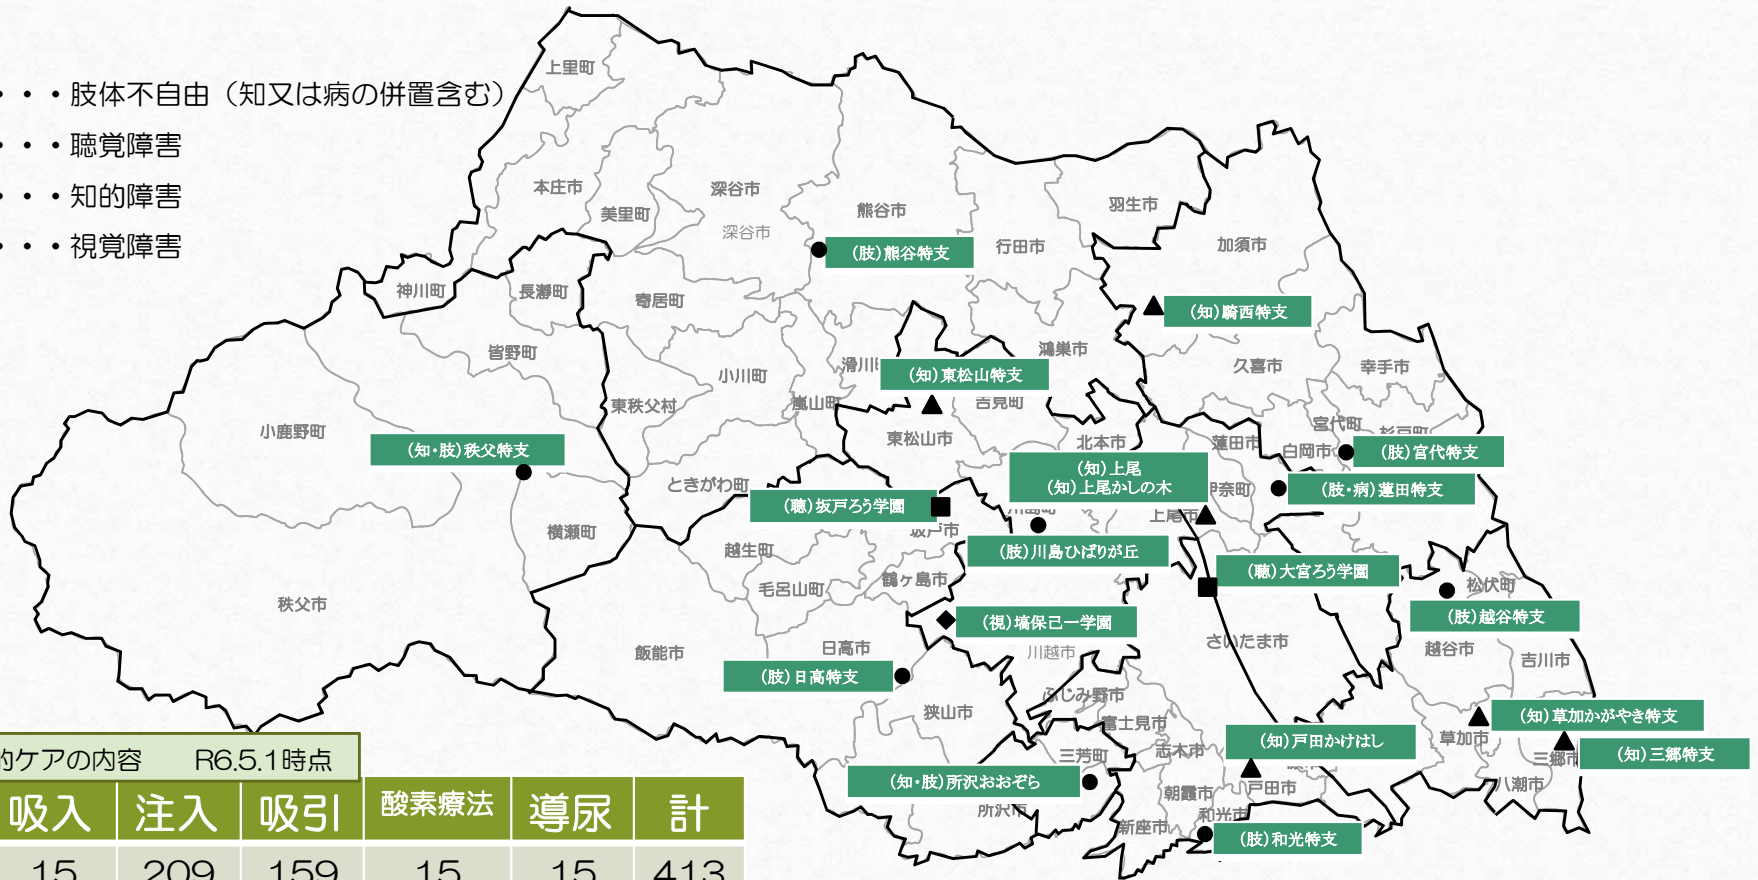 ・・・肢体不自由（知又は病の併置含む）
・・・聴覚障害
・・・知的障害
・・・視覚障害
上里町
本庄市
美里町
深谷市
深谷市
熊谷市
行田市
羽生市
加須市
(肢)熊谷特支
神川町
長瀞町
寄居町
(知)騎西特支
皆野町
小川町
滑川
鴻巣市
久喜市
幸手市
(知)東松山特支
東秩父村
嵐山町
吉見町
小鹿野町
東松山市
北本市
蓮田市
宮代町
白岡市
杉戸町
(肢)宮代特支
(知・肢)秩父特支
ときがわ町
(知)上尾
(知)上尾かしの木
伊奈町
(肢・病)蓮田特支
(聴)坂戸ろう学園
川島町
上尾市
横瀬町
越生町
坂戸市
(肢)川島ひばりが丘
毛呂山町
鶴ヶ島市
(聴)大宮ろう学園
松伏町
秩父市
(視)塙保己一学園
(肢)越谷特支
飯能市
日高市
川越市
さいたま市
越谷市
吉川市
(肢)日高特支
狭山市
ふじみ野市
富士見市
(知)草加かがやき特支
三芳町
志木市
(知)戸田かけはし
草加市
三郷市
(知)三郷特支
(知・肢)所沢おおぞら
朝霞市
戸田市
八潮市
所沢市
新座市
和光市
(肢)和光特支
的ケアの内容 R6.5.1時点
吸入 注入 吸引 酸素療法 導尿 計
15 209 159 15 15 413